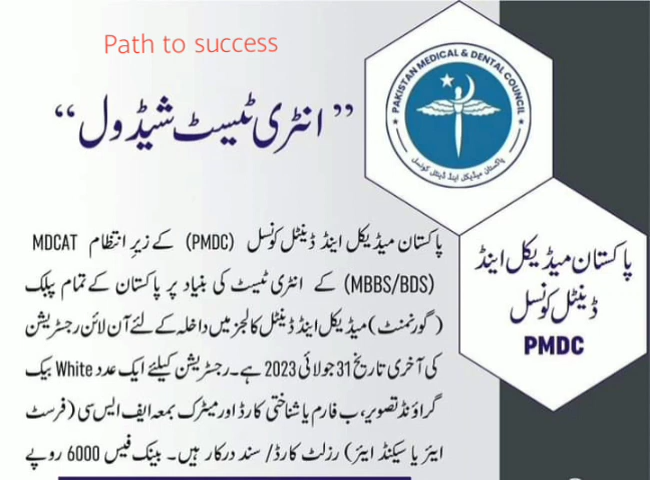 Path to success
”انٹری ٹیسٹ شیڈول“
PAKISTAN MEDICAL & DENTAL COUNCIL
پاکستان میڈیکل اینڈ ڈینٹل کونسل
پاکستان میڈیکل اینڈ
ڈینٹل کونسل
PMDC
پاکستان میڈیکل اینڈ ڈینٹل کونسل (PMDC) کے زیرِ انتظام MDCAT
(MBBS/BDS) کے انٹری ٹیسٹ کی بنیاد پر پاکستان کے تمام پبلک
(گورنمنٹ) میڈیکل اینڈ ڈینٹل کالجز میں داخلہ کے لئے آن لائن رجسٹریشن
کی آخری تاریخ 31 جولائی 2023 ہے۔ رجسٹریشن کیلئے ایک عدد White بیک
گراؤنڈ تصویر، ب فارم یا شناختی کارڈ اور میٹرک بمعہ ایف ایس سی (فرسٹ
ایئر یا سیکنڈ ایئر) رزلٹ کارڈ/ سند درکار ہیں۔ بینک فیس 6000 روپے